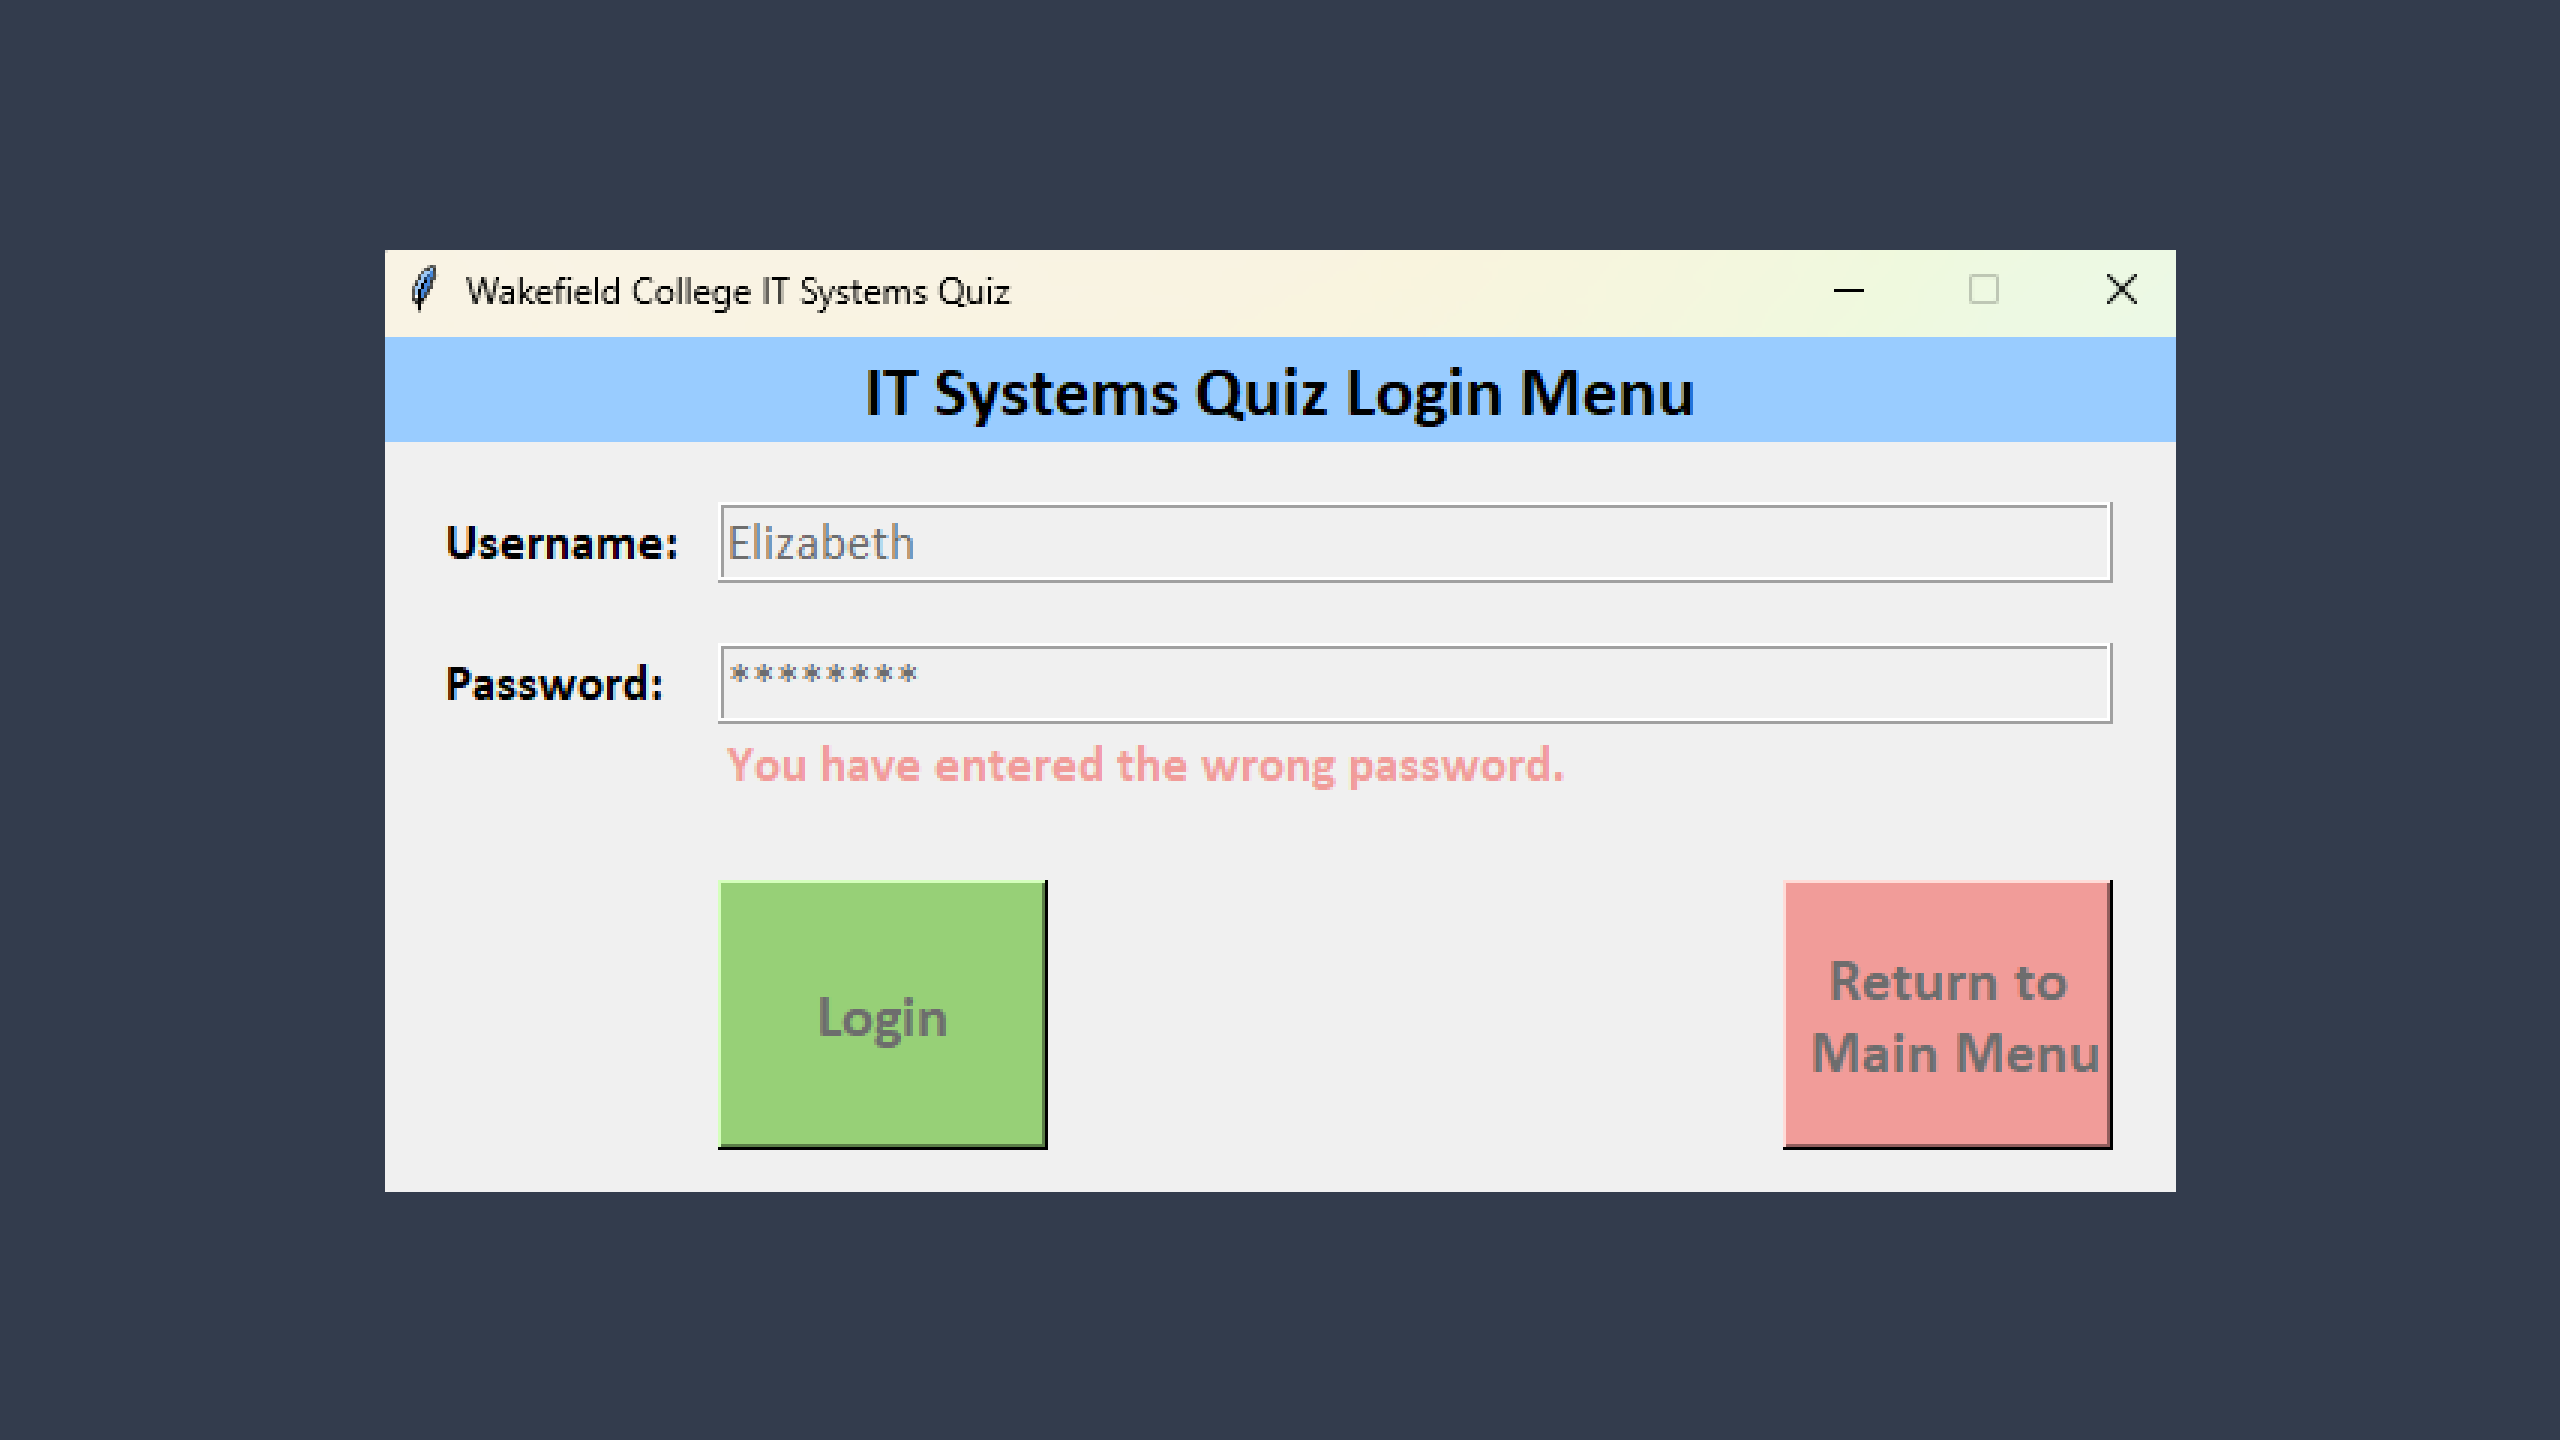 Wakefield College IT Systems Quiz
IT Systems Quiz Login Menu
Username: Elizabeth
Password: ********
You have entered the wrong password.
Login
Return to
Main Menu